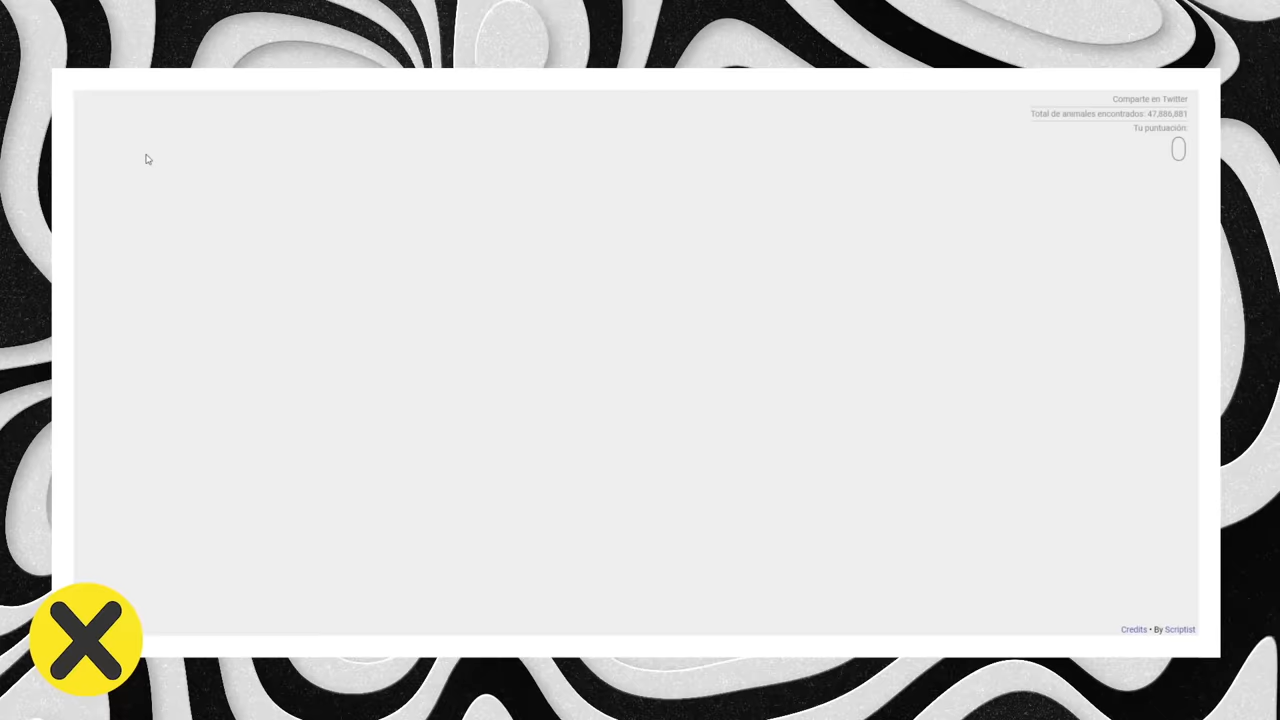 Comparte en Twitter
Total de animales encontrados: 47,886,881
Tu puntuación:
0
Credits • By Scriptist